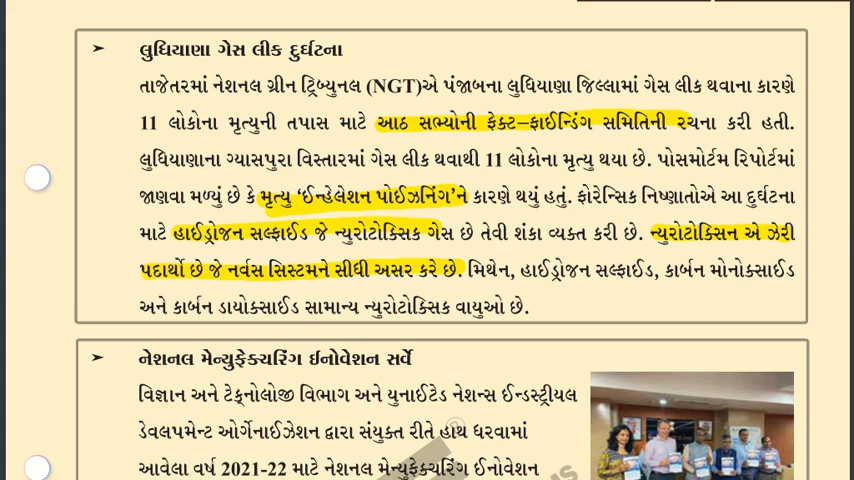 ➤ લુધિયાણા ગેસ લીક દુર્ઘટના
તાજેતરમાં નેશનલ ગ્રીન ટ્રિબ્યુનલ (NGT)એ પંજાબના લુધિયાણા જિલ્લામાં ગેસ લીક થવાના કારણે
11 લોકોના મૃત્યુની તપાસ માટે આઠ સભ્યોની ફેક્ટ–ફાઈન્ડિંગ સમિતિની રચના કરી હતી.
લુધિયાણાના ગ્યાસપુરા વિસ્તારમાં ગેસ લીક થવાથી 11 લોકોના મૃત્યુ થયા છે. પોસમોર્ટમ રિપોર્ટમાં
જાણવા મળ્યું છે કે મૃત્યુ ‘ઈન્હેલેશન પોઈઝનિંગ’ને કારણે થયું હતું. ફોરેન્સિક નિષ્ણાતોએ આ દુર્ઘટના
માટે હાઈડ્રોજન સલ્ફાઈડ જે ન્યુરોટોક્સિક ગેસ છે તેવી શંકા વ્યક્ત કરી છે. ન્યુરોટોક્સિન એ ઝેરી
પદાર્થો છે જે નર્વસ સિસ્ટમને સીધી અસર કરે છે. મિથેન, હાઈડ્રોજન સલ્ફાઈડ, કાર્બન મોનોક્સાઈડ
અને કાર્બન ડાયોક્સાઈડ સામાન્ય ન્યુરોટોક્સિક વાયુઓ છે.
➤ નેશનલ મેન્યુફેક્ચરિંગ ઈનોવેશન સર્વે
વિજ્ઞાન અને ટેક્નોલોજી વિભાગ અને યુનાઈટેડ નેશન્સ ઈન્ડસ્ટ્રીયલ
ડેવલપમેન્ટ ઓર્ગેનાઈઝેશન દ્વારા સંયુક્ત રીતે હાથ ધરવામાં
આવેલા વર્ષ 2021-22 માટે નેશનલ મેન્યુફેક્ચરિંગ ઈનોવેશન